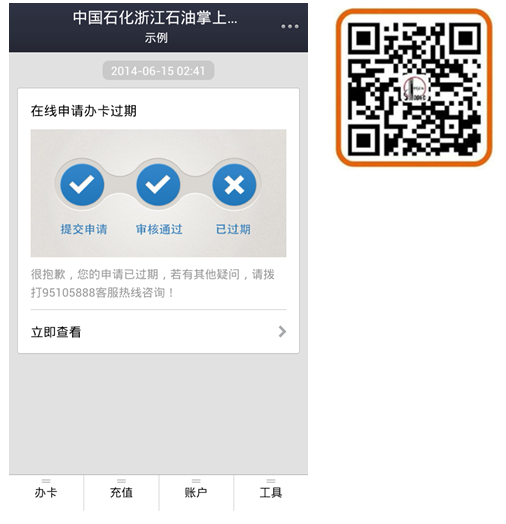 中国石化浙江石油掌上...
示例
2014-06-15 02:41
在线申请办卡过期
提交申请 审核通过 已过期
很抱歉，您的申请已过期，若有其他疑问，请拨
打95105888客服热线咨询！
立即查看
办卡 充值 账户 工具